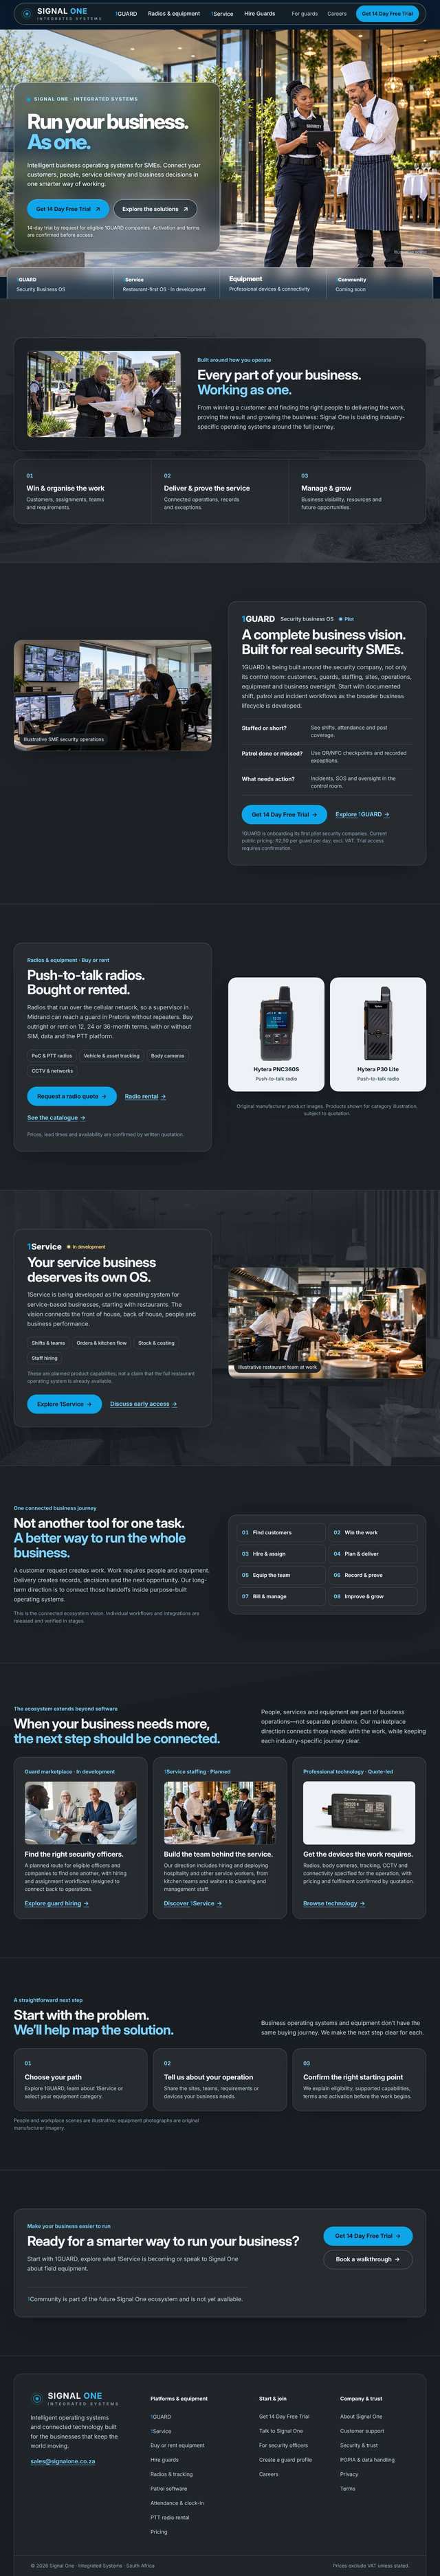 SIGNAL ONE
INTEGRATED SYSTEMS
1GUARD
Radios & equipment
1Service
Hire Guards
For guards
Careers
Get 14 Day Free Trial
SIGNAL ONE · INTEGRATED SYSTEMS
Run your business.
As one.
Intelligent business operating systems for SMEs. Connect your
customers, people, service delivery and business decisions in
one smarter way of working.
Get 14 Day Free Trial ↗
Explore the solutions ↗
14-day trial by request for eligible 1GUARD companies. Activation and terms
are confirmed before access.
SECURITY
1GUARD
Security Business OS
1Service
Restaurant-first OS · In development
Equipment
Professional devices & connectivity
1Community
Coming soon
Built around how you operate
Every part of your business.
Working as one.
From winning a customer and finding the right people to delivering the work,
proving the result and growing the business: Signal One is building industry-
specific operating systems around the full journey.
01
Win & organise the work
Customers, assignments, teams
and requirements.
02
Deliver & prove the service
Connected operations, records
and exceptions.
03
Manage & grow
Business visibility, resources and
future opportunities.
Illustrative SME security operations
1GUARD Security business OS Pilot
A complete business vision.
Built for real security SMEs.
1GUARD is being built around the security company, not only
its control room: customers, guards, staffing, sites, operations,
equipment and business oversight. Start with documented
shift, patrol and incident workflows as the broader business
lifecycle is developed.
Staffed or short?
See shifts, attendance and post
coverage.
Patrol done or missed?
Use QR/NFC checkpoints and recorded
exceptions.
What needs action?
Incidents, SOS and oversight in the
control room.
Get 14 Day Free Trial →
Explore 1GUARD →
1GUARD is onboarding its first pilot security companies. Current
public pricing: R2,50 per guard per day, excl. VAT. Trial access
requires confirmation.
Radios & equipment · Buy or rent
Push-to-talk radios.
Bought or rented.
Radios that run over the cellular network, so a supervisor in
Midrand can reach a guard in Pretoria without repeaters. Buy
outright or rent on 12, 24 or 36-month terms, with or without
SIM, data and the PTT platform.
PoC & PTT radios
Vehicle & asset tracking
Body cameras
CCTV & networks
Request a radio quote →
Radio rental →
See the catalogue →
Prices, lead times and availability are confirmed by written quotation.
Hytera PNC360S
Push-to-talk radio
Hytera P30 Lite
Push-to-talk radio
Original manufacturer product images. Products shown for category illustration,
subject to quotation.
1Service In development
Your service business
deserves its own OS.
1Service is being developed as the operating system for
service-based businesses, starting with restaurants. The
vision connects the front of house, back of house, people and
business performance.
Shifts & teams
Orders & kitchen flow
Stock & costing
Staff hiring
These are planned product capabilities, not a claim that the full restaurant
operating system is already available.
Explore 1Service →
Discuss early access →
Illustrative restaurant team at work
One connected business journey
Not another tool for one task.
A better way to run the whole
business.
A customer request creates work. Work requires people and equipment.
Delivery creates records, decisions and the next opportunity. Our long-
term direction is to connect those handoffs inside purpose-built
operating systems.
This is the connected ecosystem vision. Individual workflows and integrations are
released and verified in stages.
01 Find customers
02 Win the work
03 Hire & assign
04 Plan & deliver
05 Equip the team
06 Record & prove
07 Bill & manage
08 Improve & grow
The ecosystem extends beyond software
When your business needs more,
the next step should be connected.
People, services and equipment are part of business
operations—not separate problems. Our marketplace
direction connects those needs with the work, while keeping
each industry-specific journey clear.
Guard marketplace · In development
Find the right security officers.
A planned route for eligible officers and
companies to find one another, with hiring
and assignment workflows designed to
connect back to operations.
Explore guard hiring →
1Service staffing · Planned
Build the team behind the service.
Our direction includes hiring and deploying
hospitality and other service workers, from
kitchen teams and waiters to cleaning and
management staff.
Discover 1Service →
Professional technology · Quote-led
Get the devices the work requires.
Radios, body cameras, tracking, CCTV and
connectivity specified for the operation, with
pricing and fulfilment confirmed by quotation.
Browse technology →
A straightforward next step
Start with the problem.
We'll help map the solution.
Business operating systems and equipment don't have the
same buying journey. We make the next step clear for each.
01
Choose your path
Explore 1GUARD, learn about 1Service or
select your equipment category.
02
Tell us about your operation
Share the sites, teams, requirements or
devices your business needs.
03
Confirm the right starting point
We explain eligibility, supported capabilities,
terms and activation before the work begins.
People and workplace scenes are illustrative; equipment photographs are original
manufacturer imagery.
Make your business easier to run
Ready for a smarter way to run your business?
Start with 1GUARD, explore what 1Service is becoming or speak to Signal One
about field equipment.
Get 14 Day Free Trial →
Book a walkthrough →
1Community is part of the future Signal One ecosystem and is not yet available.
SIGNAL ONE
INTEGRATED SYSTEMS
Intelligent operating systems
and connected technology built
for the businesses that keep the
world moving.
sales@signalone.co.za
Platforms & equipment
1GUARD
1Service
Buy or rent equipment
Hire guards
Radios & tracking
Patrol software
Attendance & clock-in
PTT radio rental
Pricing
Start & join
Get 14 Day Free Trial
Talk to Signal One
For security officers
Create a guard profile
Careers
Company & trust
About Signal One
Customer support
Security & trust
POPIA & data handling
Privacy
Terms
© 2026 Signal One · Integrated Systems · South Africa
Prices exclude VAT unless stated.